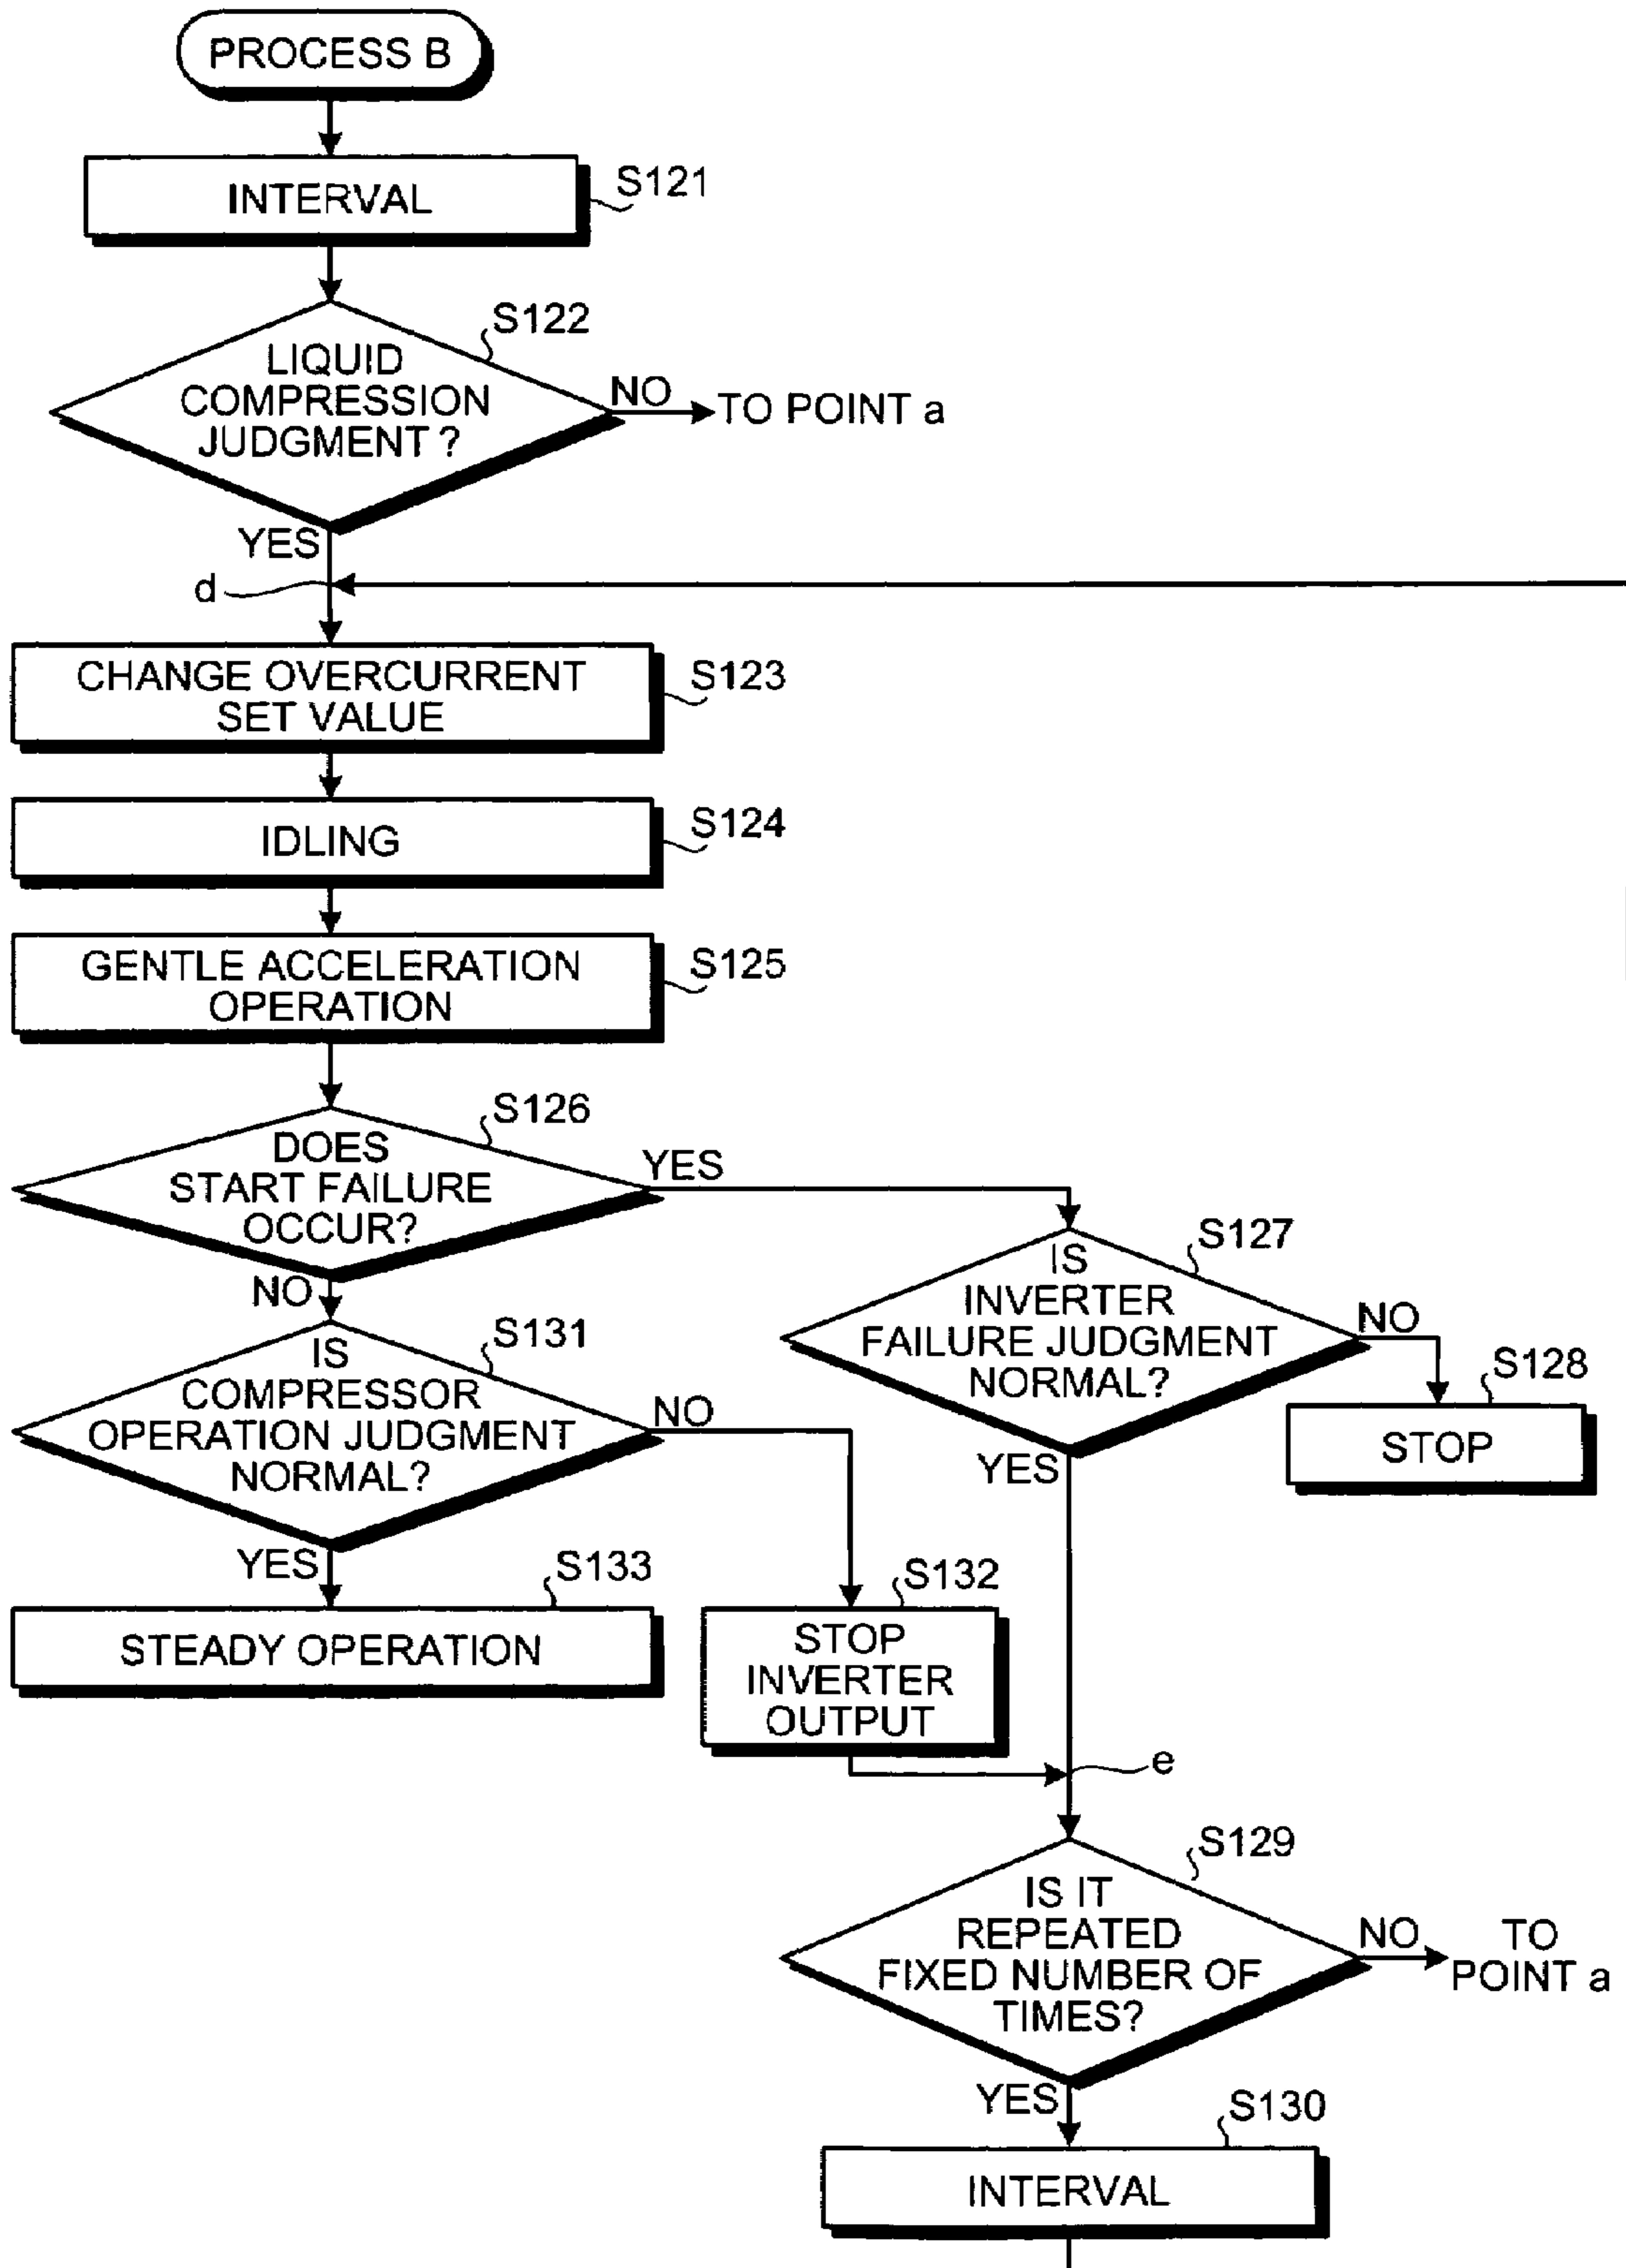 PROCESS B
INTERVAL
S121
LIQUID
COMPRESSION
JUDGMENT ?
S122
NO
TO POINT a
YES
d
CHANGE OVERCURRENT
SET VALUE
S123
IDLING
S124
GENTLE ACCELERATION
OPERATION
S125
DOES
START FAILURE
OCCUR?
S126
YES
NO
IS
INVERTER
FAILURE JUDGMENT
NORMAL?
S127
NO
STOP
S128
YES
IS
COMPRESSOR
OPERATION JUDGMENT
NORMAL?
S131
NO
YES
STEADY OPERATION
S133
STOP
INVERTER
OUTPUT
S132
e
IS IT
REPEATED
FIXED NUMBER OF
TIMES?
S129
NO
TO
POINT a
YES
INTERVAL
S130